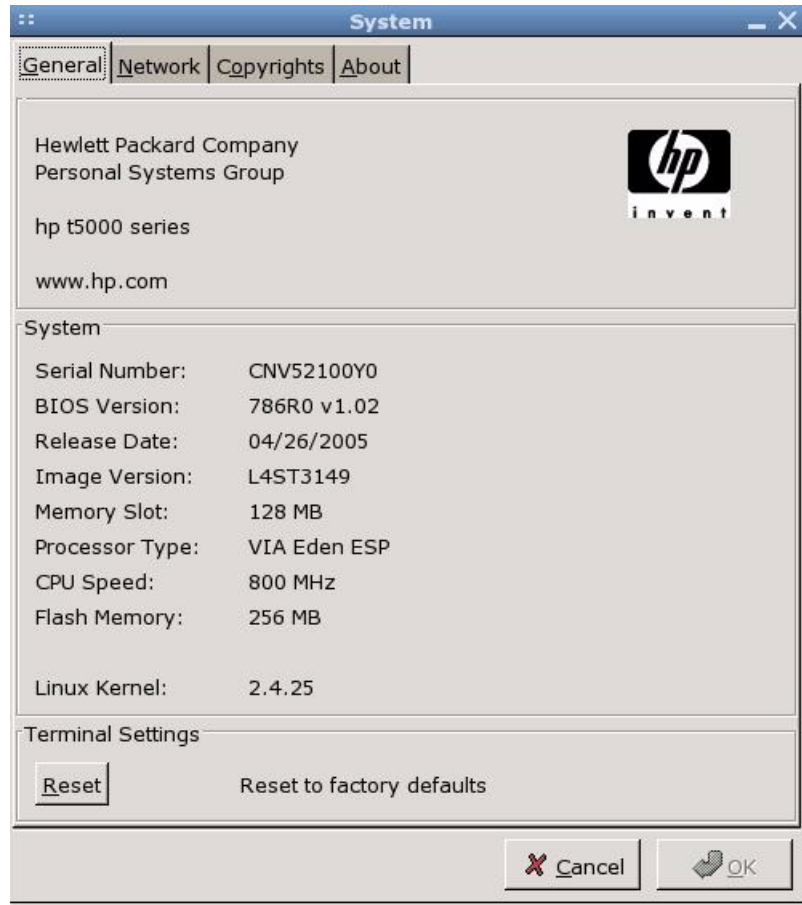 System
General Network Copyrights About
Hewlett Packard Company
Personal Systems Group
hp
invent
hp t5000 series
www.hp.com
System
Serial Number: CNV52100Y0
BIOS Version: 786R0 v1.02
Release Date: 04/26/2005
Image Version: L4ST3149
Memory Slot: 128 MB
Processor Type: VIA Eden ESP
CPU Speed: 800 MHz
Flash Memory: 256 MB
Linux Kernel: 2.4.25
Terminal Settings
Reset Reset to factory defaults
Cancel OK